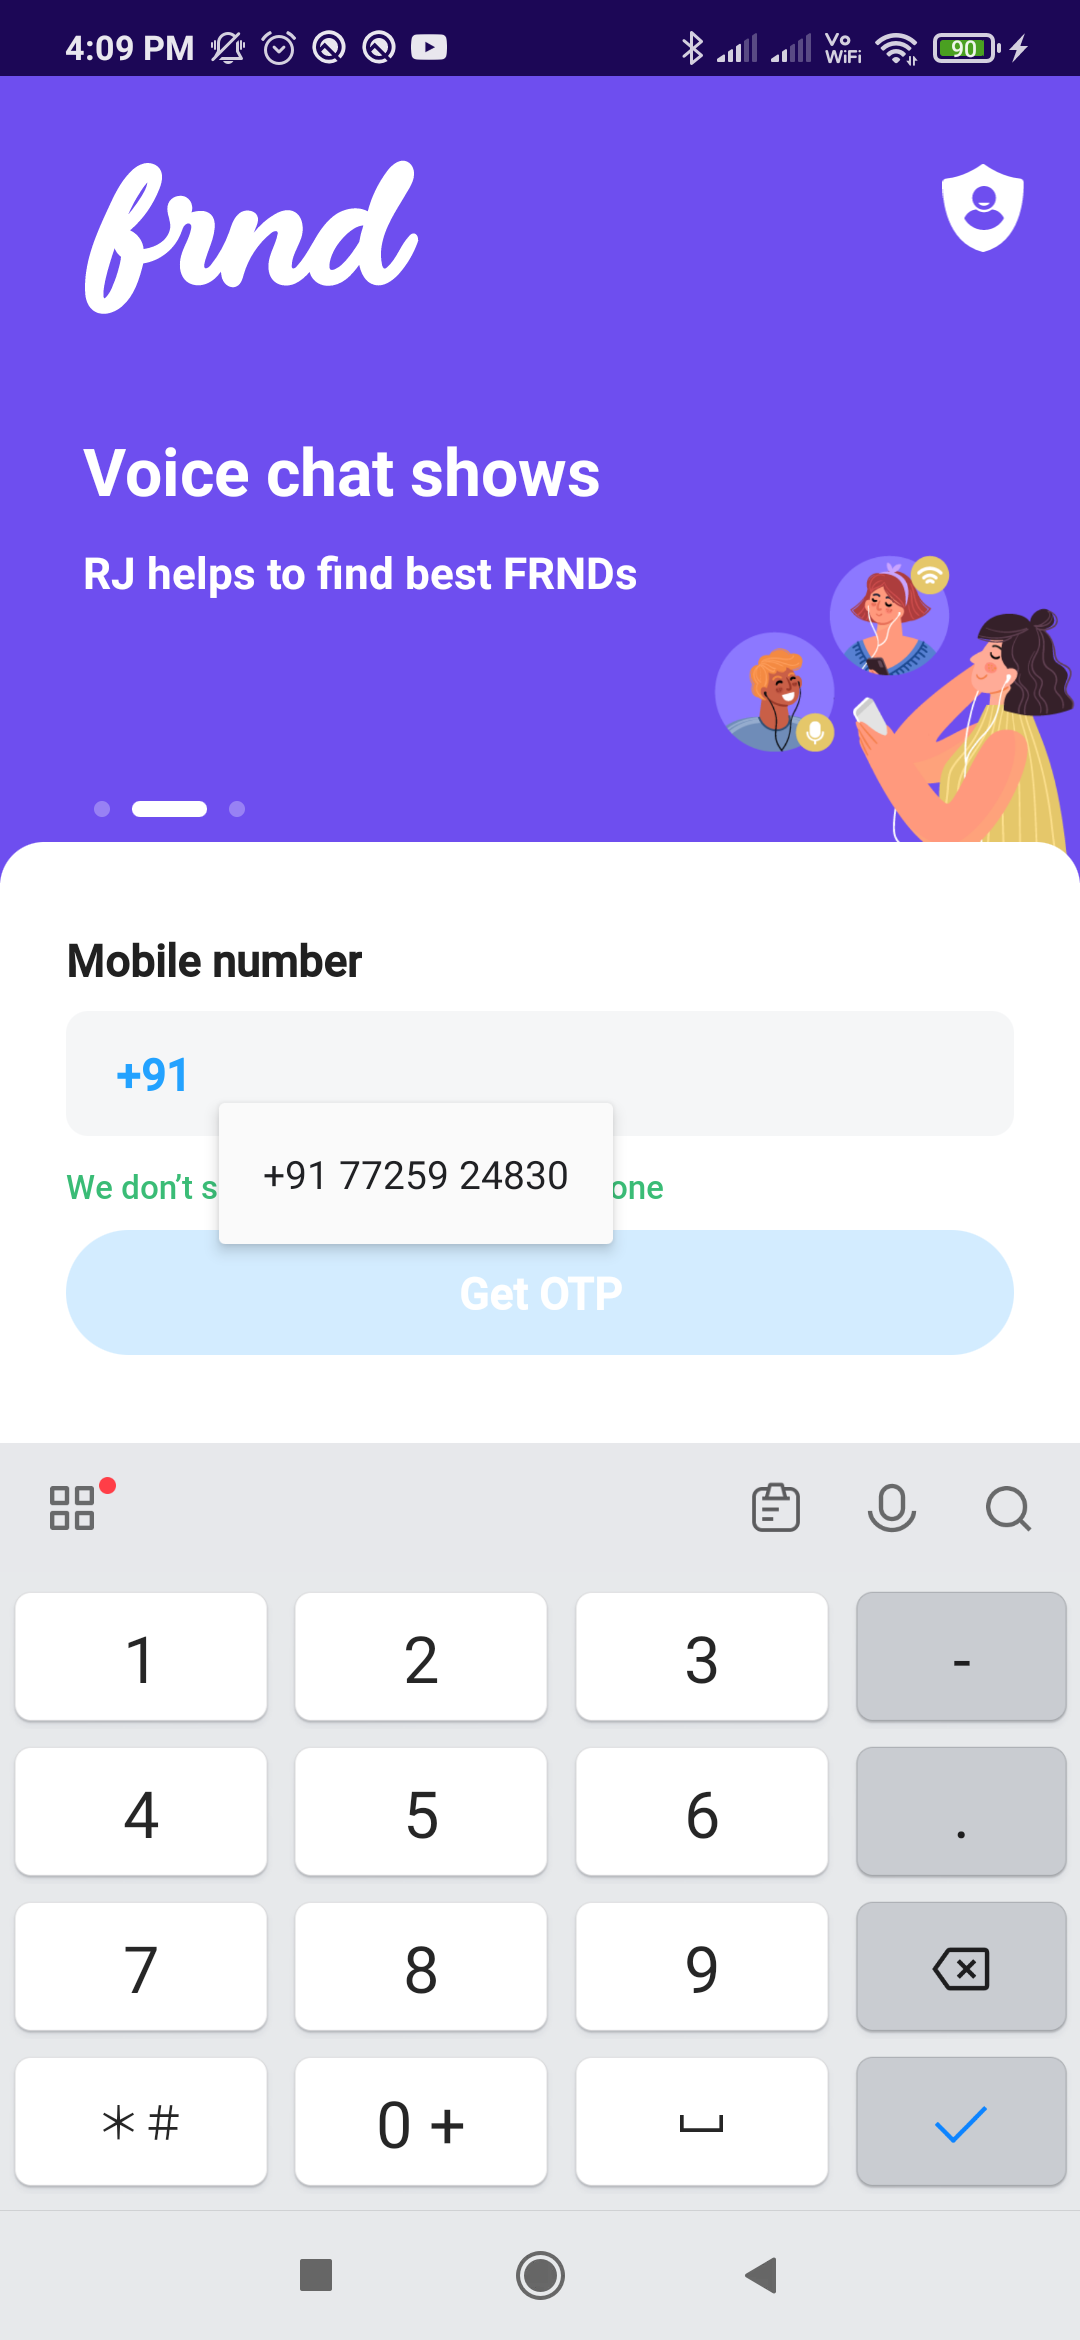 4:09 PM
Vo
WiFi
90
frnd
Voice chat shows
RJ helps to find best FRNDs
Mobile number
+91
+91 77259 24830
We don't s one
Get OTP
1 2 3 -
4 5 6 .
7 8 9
* # 0 +